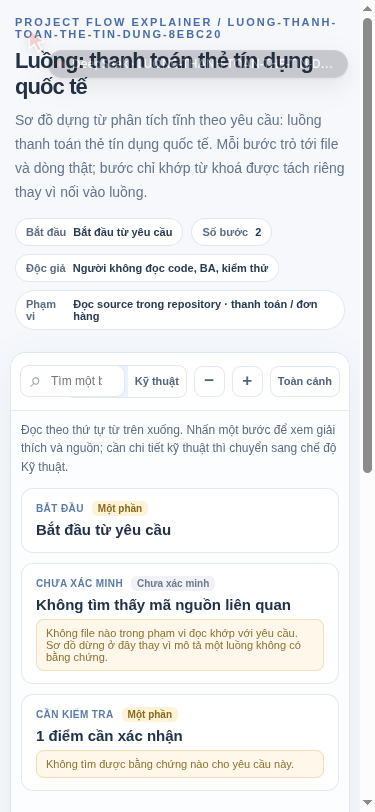 PROJECT FLOW EXPLAINER / LUONG-THANH-
TOAN-THE-TIN-DUNG-8EBC20
Luồng: thanh toán thẻ tín dụng
quốc tế
Sơ đồ dựng từ phân tích tĩnh theo yêu cầu: luồng
thanh toán thẻ tín dụng quốc tế. Mỗi bước trỏ tới file
và dòng thật; bước chỉ khớp từ khoá được tách riêng
thay vì nối vào luồng.
Bắt đầu Bắt đầu từ yêu cầu
Số bước 2
Độc giả Người không đọc code, BA, kiểm thử
Phạm vi Đọc source trong repository · thanh toán / đơn
hàng
Tìm một
Kỹ thuật
−
+
Toàn cảnh
Đọc theo thứ tự từ trên xuống. Nhấn một bước để xem giải
thích và nguồn; cần chi tiết kỹ thuật thì chuyển sang chế độ
Kỹ thuật.
BẮT ĐẦU Một phần
Bắt đầu từ yêu cầu
CHƯA XÁC MINH Chưa xác minh
Không tìm thấy mã nguồn liên quan
Không file nào trong phạm vi đọc khớp với yêu cầu.
Sơ đồ dừng ở đây thay vì mô tả một luồng không có
bằng chứng.
CẦN KIỂM TRA Một phần
1 điểm cần xác nhận
Không tìm được bằng chứng nào cho yêu cầu này.